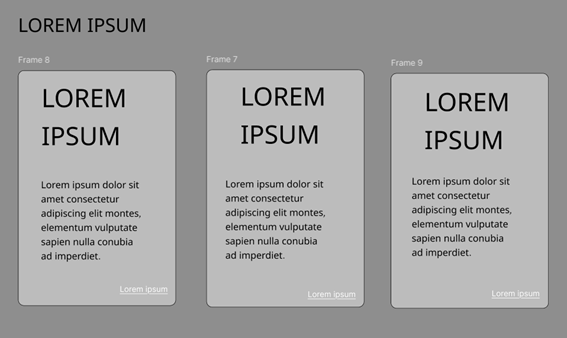 LOREM IPSUM
Frame 8
LOREM
IPSUM
Lorem ipsum dolor sit
amet consectetur
adipiscing elit montes,
elementum vulputate
sapien nulla conubia
ad imperdiet.
Lorem ipsum
Frame 7
LOREM
IPSUM
Lorem ipsum dolor sit
amet consectetur
adipiscing elit montes,
elementum vulputate
sapien nulla conubia
ad imperdiet.
Lorem ipsum
Frame 9
LOREM
IPSUM
Lorem ipsum dolor sit
amet consectetur
adipiscing elit montes,
elementum vulputate
sapien nulla conubia
ad imperdiet.
Lorem ipsum